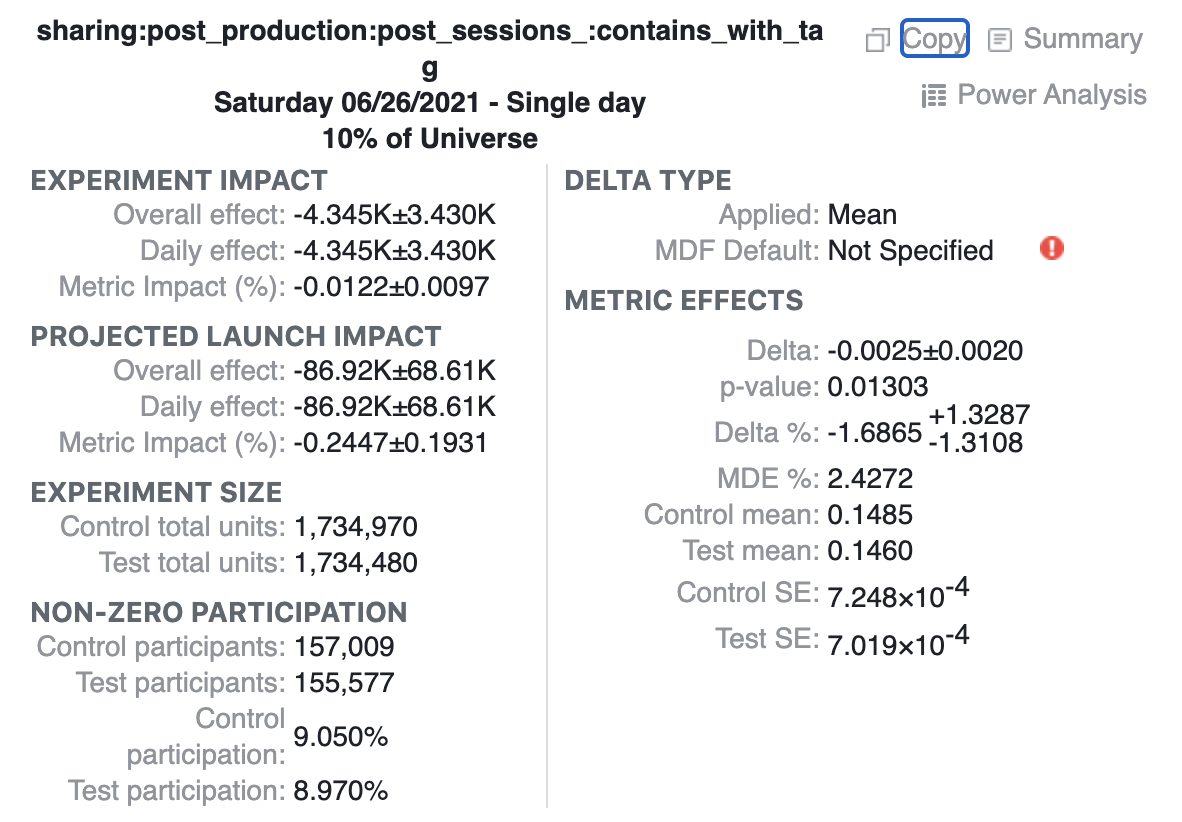 sharing:post_production:post_sessions_:contains_with_ta
g
Saturday 06/26/2021 - Single day
10% of Universe
Copy
Summary
Power Analysis
EXPERIMENT IMPACT
Overall effect: -4.345K±3.430K
Daily effect: -4.345K±3.430K
Metric Impact (%): -0.0122±0.0097
PROJECTED LAUNCH IMPACT
Overall effect: -86.92K±68.61K
Daily effect: -86.92K±68.61K
Metric Impact (%): -0.2447±0.1931
EXPERIMENT SIZE
Control total units: 1,734,970
Test total units: 1,734,480
NON-ZERO PARTICIPATION
Control participants: 157,009
Test participants: 155,577
Control
participation: 9.050%
Test participation: 8.970%
DELTA TYPE
Applied: Mean
MDF Default: Not Specified
METRIC EFFECTS
Delta: -0.0025±0.0020
p-value: 0.01303
Delta %: -1.6865 +1.3287
-1.3108
MDE %: 2.4272
Control mean: 0.1485
Test mean: 0.1460
Control SE: 7.248×10⁻⁴
Test SE: 7.019×10⁻⁴